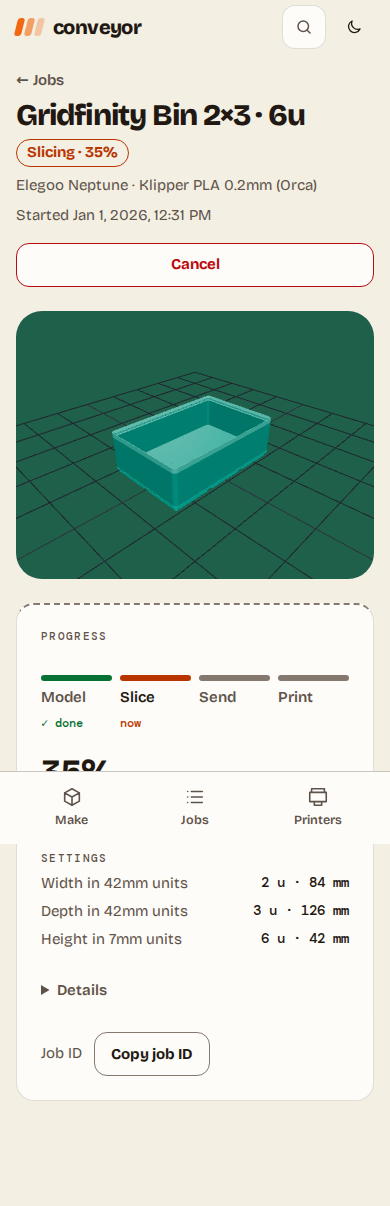 conveyor
← Jobs
Gridfinity Bin 2×3 · 6u
Slicing · 35%
Elegoo Neptune · Klipper PLA 0.2mm (Orca)
Started Jan 1, 2026, 12:31 PM
Cancel
PROGRESS
Model Slice Send Print
✓ done now
35%
Make Jobs Printers
SETTINGS
Width in 42mm units 2 u · 84 mm
Depth in 42mm units 3 u · 126 mm
Height in 7mm units 6 u · 42 mm
▶ Details
Job ID Copy job ID